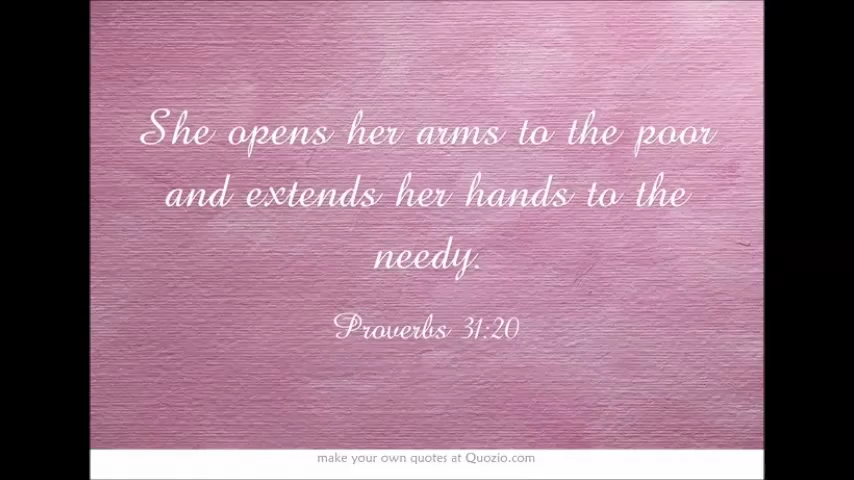 She opens her arms to the poor
and extends her hands to the
needy.
Proverbs 31:20
make your own quotes at Quozio.com